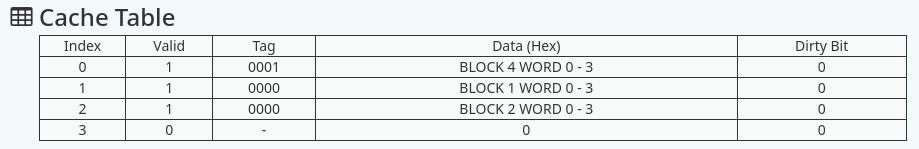 Cache Table
Index Valid Tag Data (Hex) Dirty Bit
0 1 0001 BLOCK 4 WORD 0 - 3 0
1 1 0000 BLOCK 1 WORD 0 - 3 0
2 1 0000 BLOCK 2 WORD 0 - 3 0
3 0 - 0 0